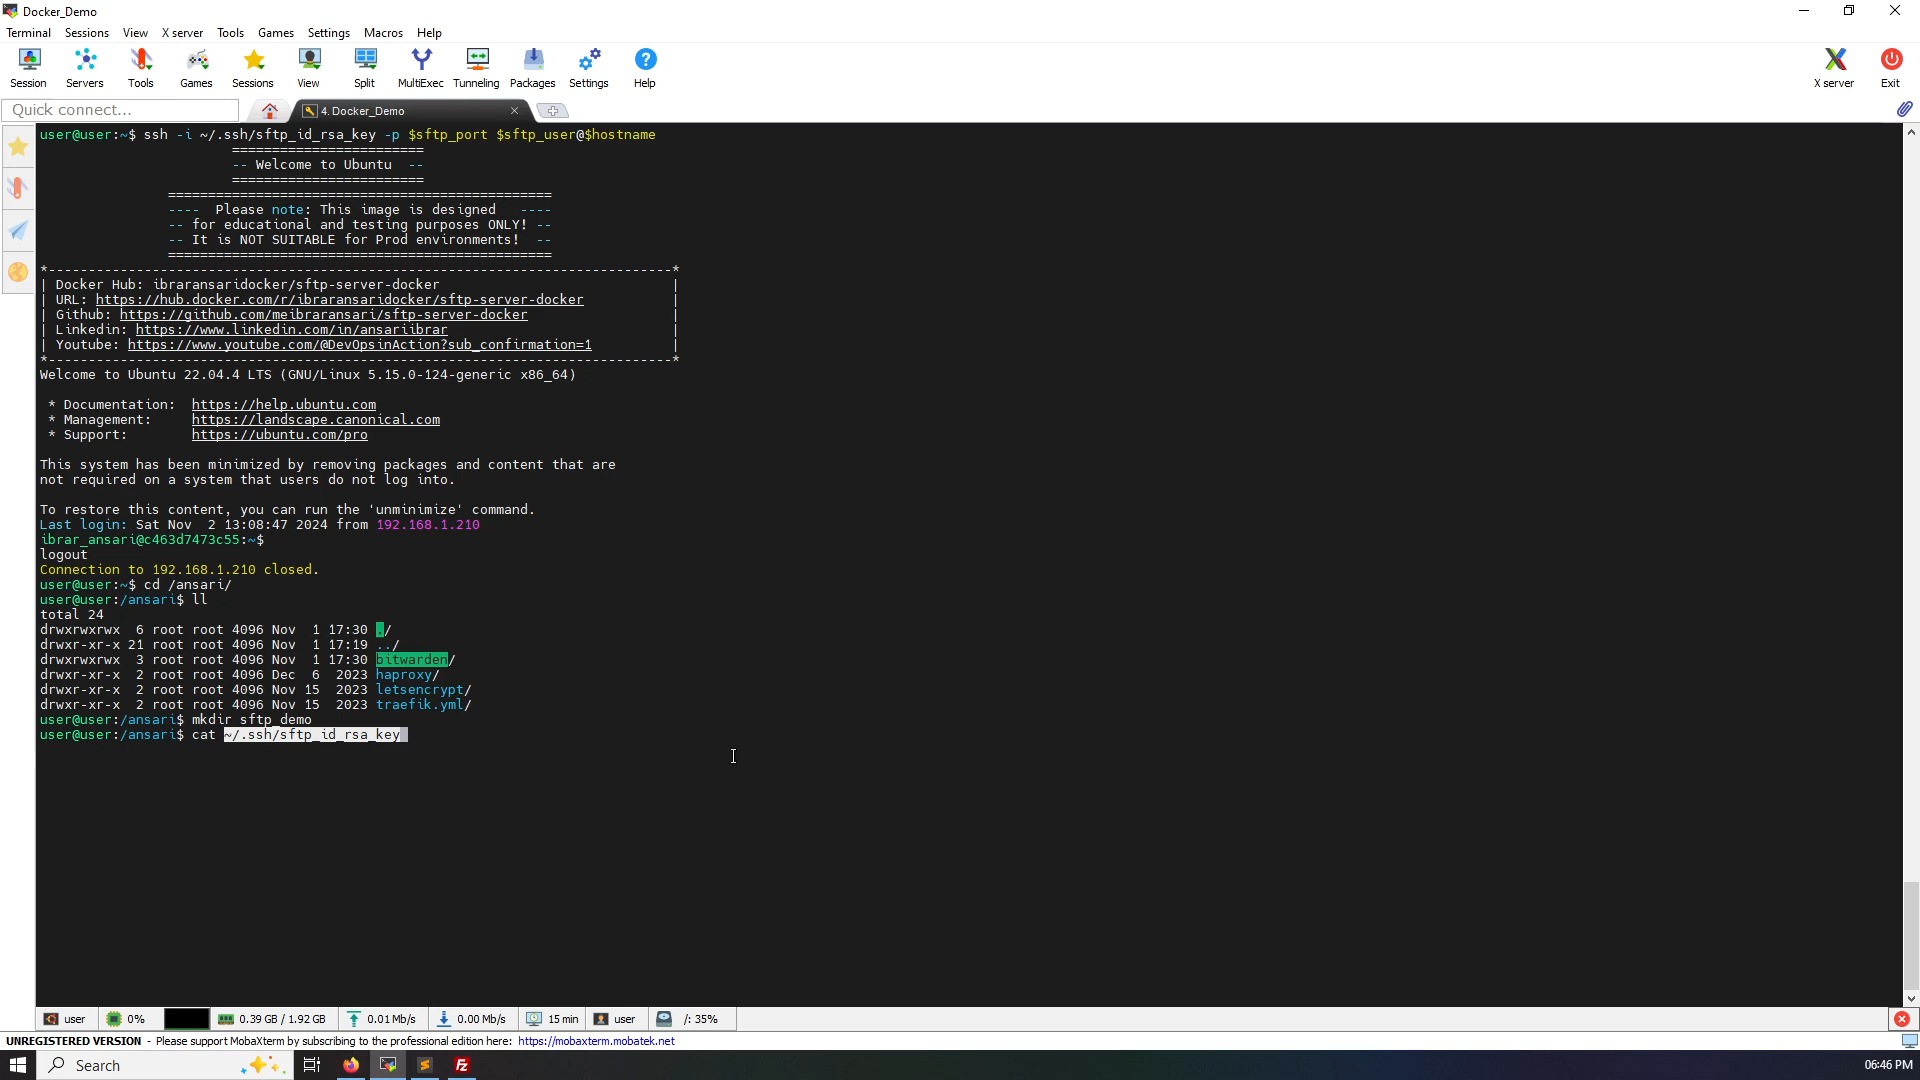 Docker_Demo
Terminal Sessions View X server Tools Games Settings Macros Help
Session Servers Tools Games Sessions View Split MultiExec Tunneling Packages Settings Help X server Exit
Quick connect... 4. Docker_Demo
user@user:~$ ssh -i ~/.ssh/sftp_id_rsa_key -p $sftp_port $sftp_user@$hostname
========================
-- Welcome to Ubuntu  --
========================
================================================
----  Please note: This image is designed   ----
-- for educational and testing purposes ONLY! --
-- It is NOT SUITABLE for Prod environments!  --
================================================
*------------------------------------------------------------------------------*
| Docker Hub: ibraransaridocker/sftp-server-docker |
| URL: https://hub.docker.com/r/ibraransaridocker/sftp-server-docker |
| Github: https://github.com/meibraransari/sftp-server-docker |
| Linkedin: https://www.linkedin.com/in/ansariibrar |
| Youtube: https://www.youtube.com/@DevOpsinAction?sub_confirmation=1 |
*------------------------------------------------------------------------------*
Welcome to Ubuntu 22.04.4 LTS (GNU/Linux 5.15.0-124-generic x86_64)
* Documentation:  https://help.ubuntu.com
* Management:     https://landscape.canonical.com
* Support:        https://ubuntu.com/pro
This system has been minimized by removing packages and content that are
not required on a system that users do not log into.
To restore this content, you can run the 'unminimize' command.
Last login: Sat Nov  2 13:08:47 2024 from 192.168.1.210
ibrar_ansari@c463d7473c55:~$
logout
Connection to 192.168.1.210 closed.
user@user:~$ cd /ansari/
user@user:/ansari$ ll
total 24
drwxrwxrwx  6 root root 4096 Nov  1 17:30 ./
drwxr-xr-x 21 root root 4096 Nov  1 17:19 ../
drwxrwxrwx  3 root root 4096 Nov  1 17:30 bitwarden/
drwxr-xr-x  2 root root 4096 Dec  6  2023 haproxy/
drwxr-xr-x  2 root root 4096 Nov 15  2023 letsencrypt/
drwxr-xr-x  2 root root 4096 Nov 15  2023 traefik.yml/
user@user:/ansari$ mkdir sftp_demo
user@user:/ansari$ cat ~/.ssh/sftp_id_rsa_key
user 0% 0.39 GB / 1.92 GB 0.01 Mb/s 0.00 Mb/s 15 min user /: 35%
UNREGISTERED VERSION - Please support MobaXterm by subscribing to the professional edition here: https://mobaxterm.mobatek.net
Search 06:46 PM